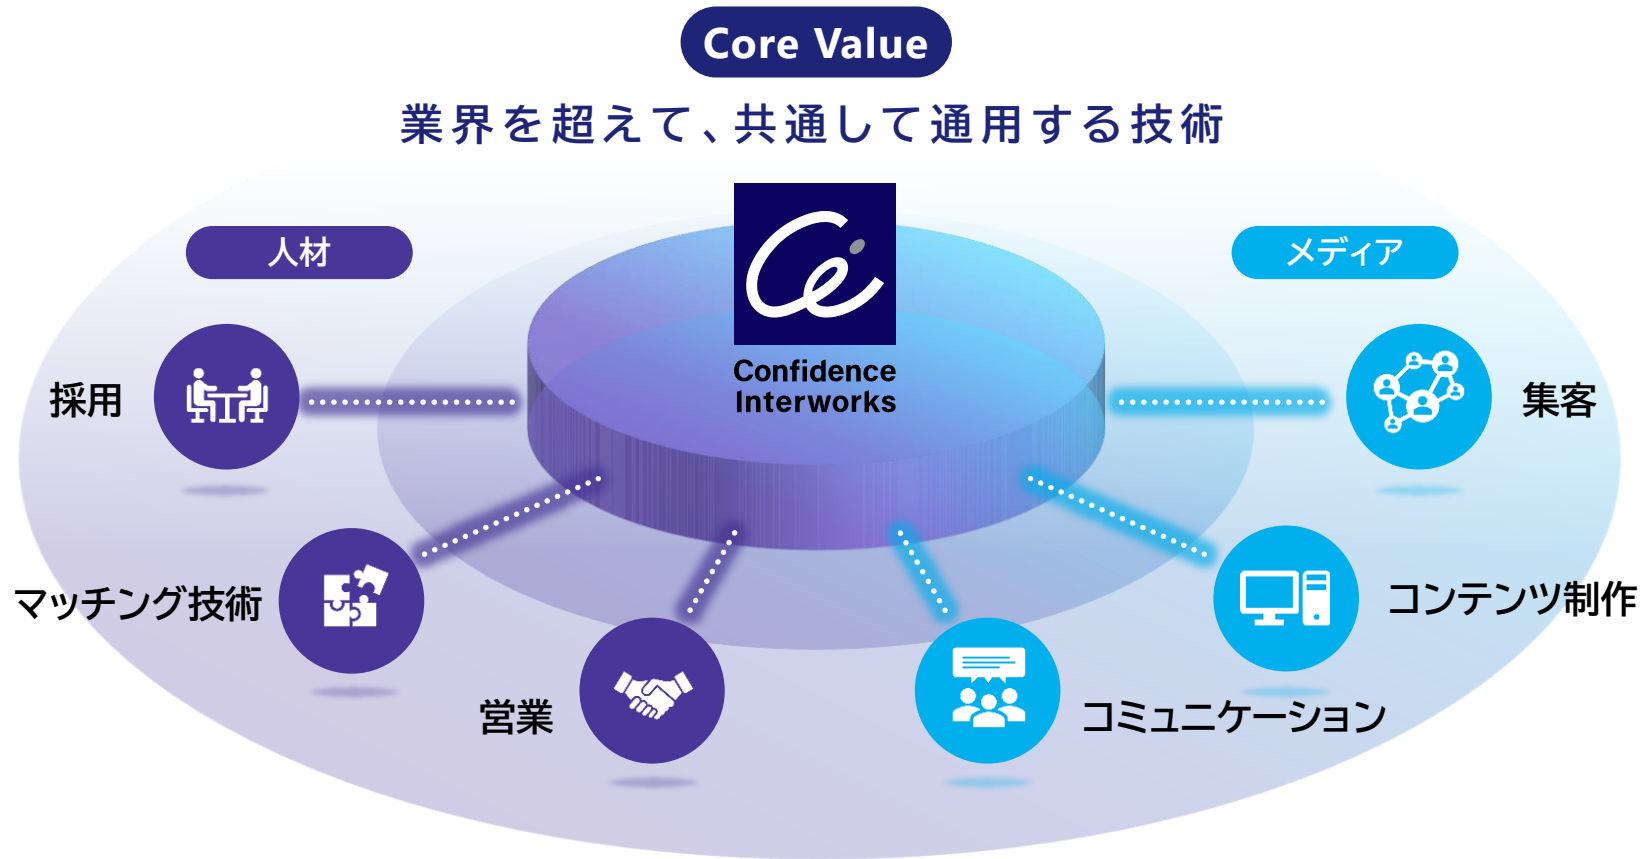 Core Value
業界を超えて、共通して通用する技術
人材
メディア
Confidence
Interworks
採用
集客
マッチング技術
コンテンツ制作
営業
コミュニケーション